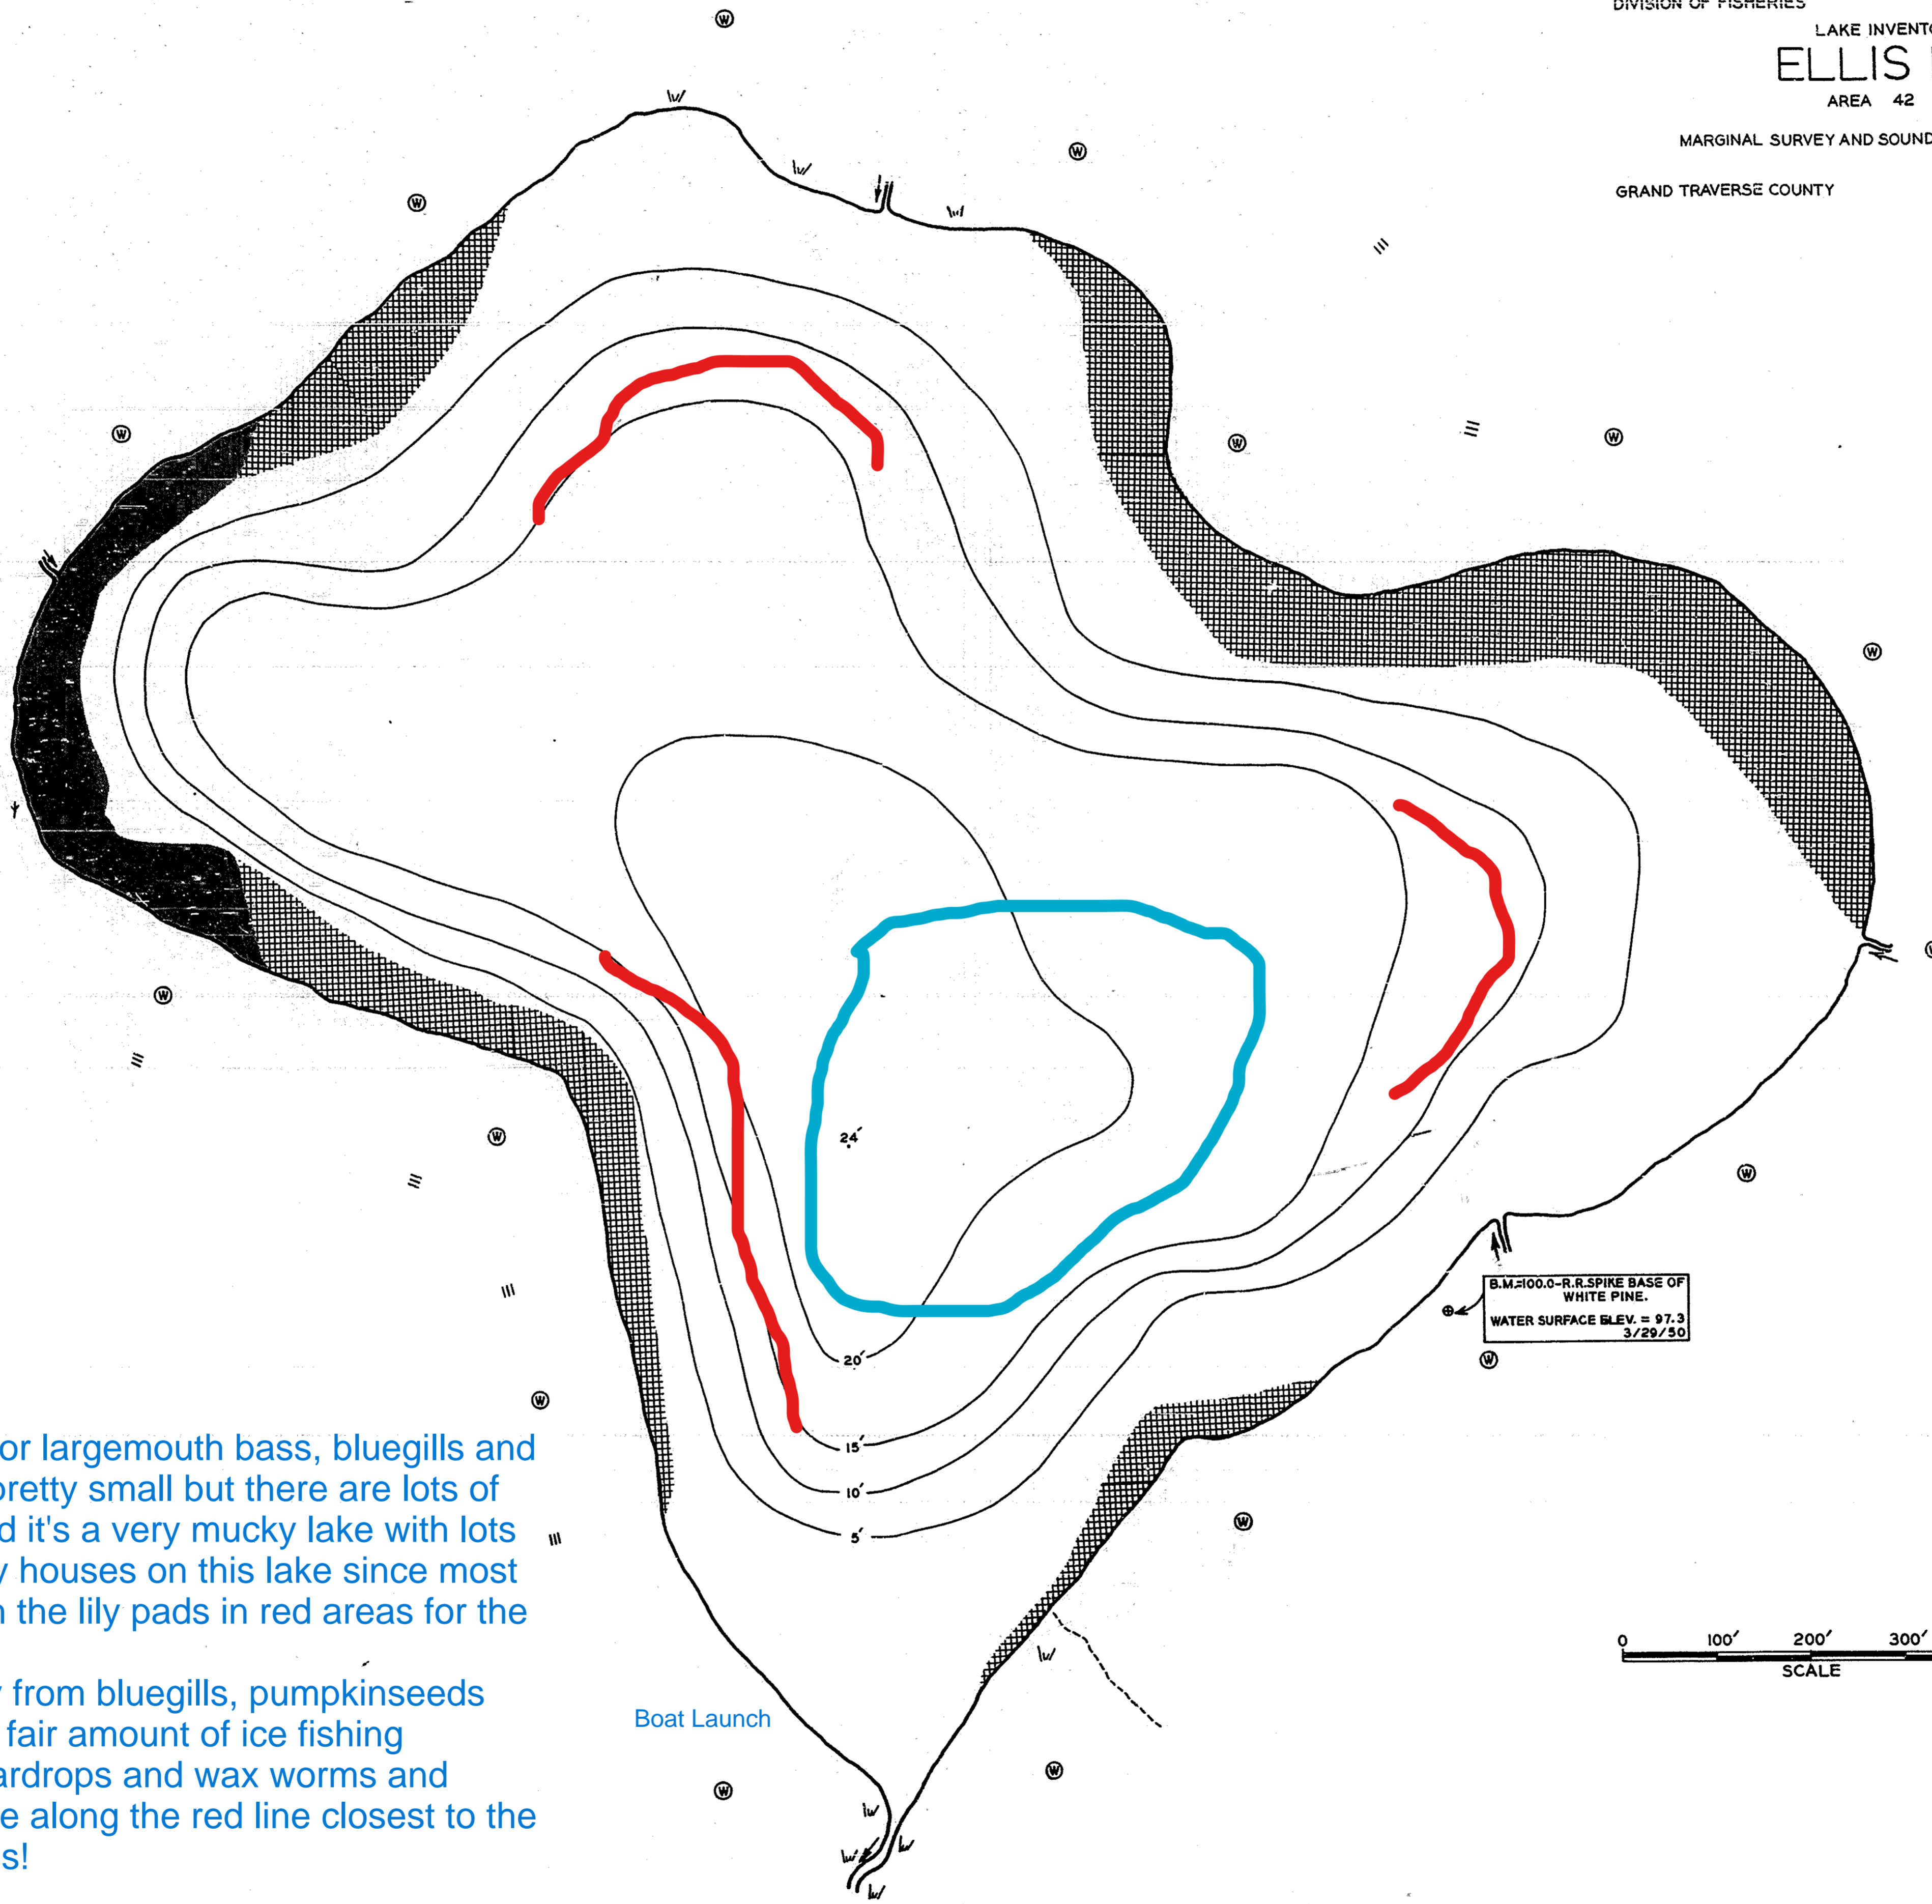 DIVISION OF FISHERIES
LAKE INVENTO
ELLIS
AREA 42
MARGINAL SURVEY AND SOUND
GRAND TRAVERSE COUNTY
W
W
W
W
W
W
W
W
W
24'
W
W
B.M.=100.0-R.R.SPIKE BASE OF
WHITE PINE.
WATER SURFACE ELEV. = 97.3
3/29/50
20'
W
W
15'
10'
5'
W
or largemouth bass, bluegills and
pretty small but there are lots of
d it's a very mucky lake with lots
y houses on this lake since most
n the lily pads in red areas for the
0 100' 200' 300'
SCALE
y from bluegills, pumpkinseeds
fair amount of ice fishing
ardrops and wax worms and
e along the red line closest to the
s!
Boat Launch
W
W